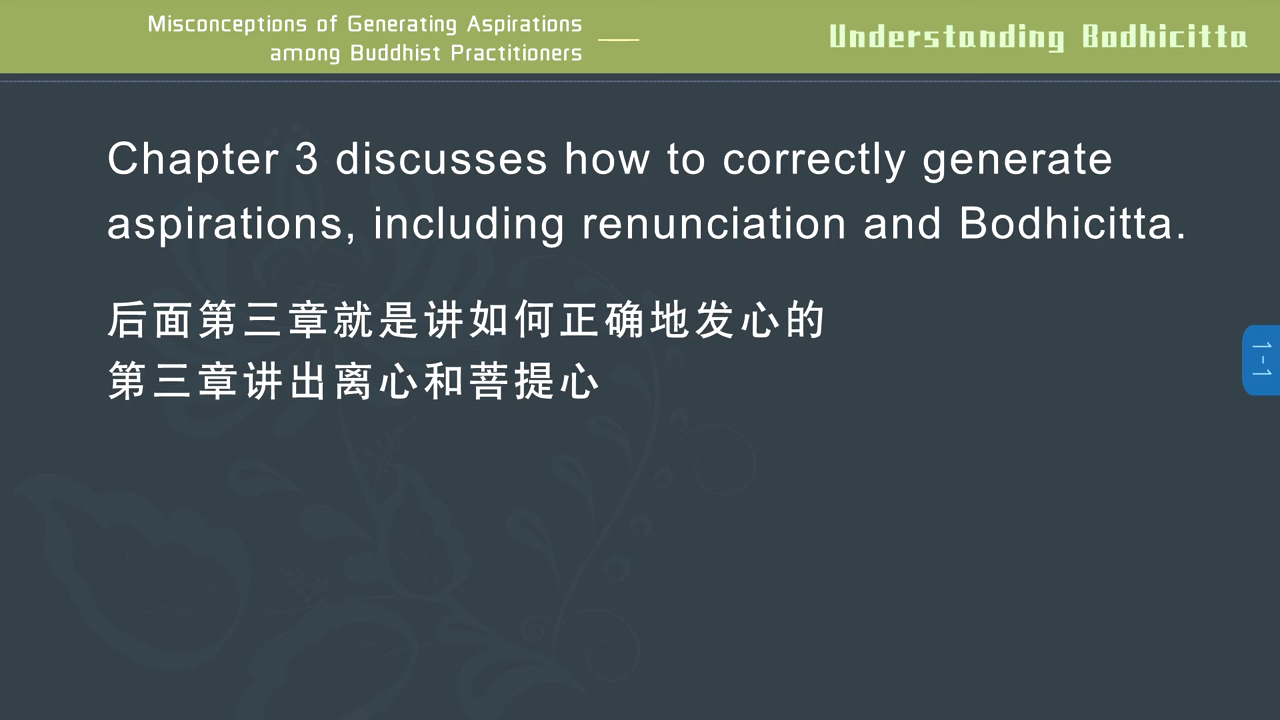 Misconceptions of Generating Aspirations
among Buddhist Practitioners
Understanding Bodhicitta
Chapter 3 discusses how to correctly generate
aspirations, including renunciation and Bodhicitta.
后面第三章就是讲如何正确地发心的
第三章讲出离心和菩提心
1-1